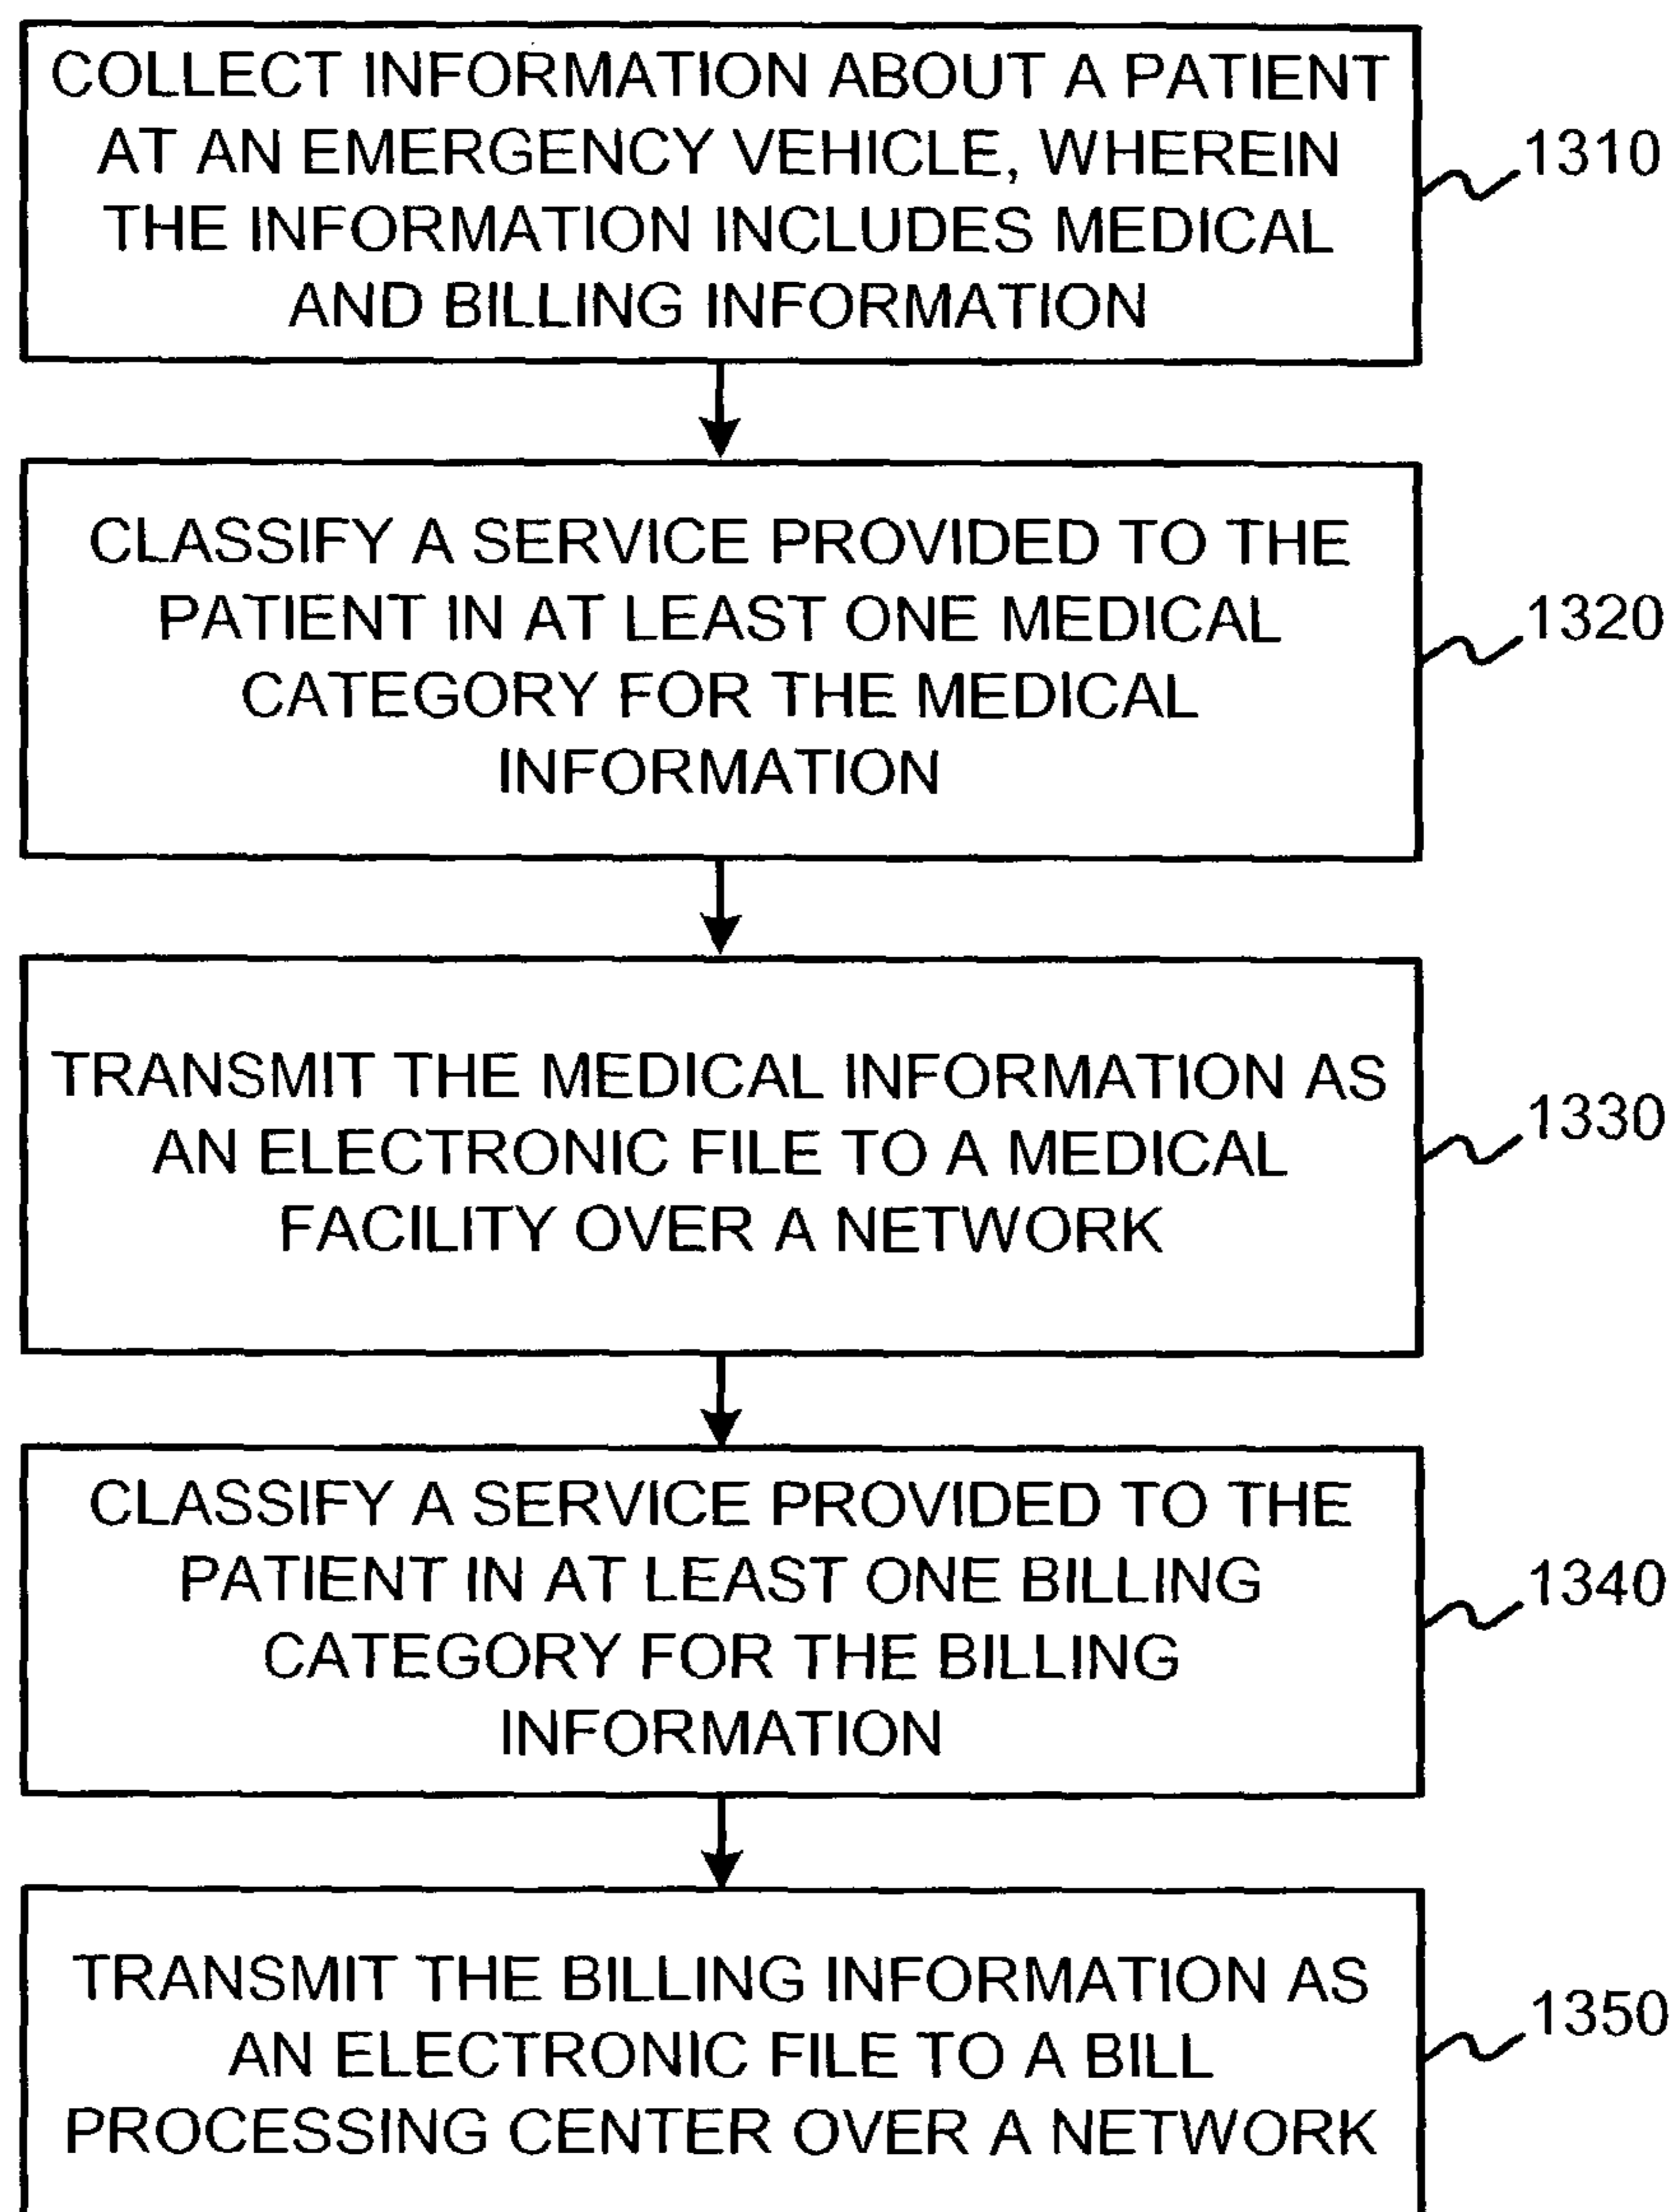 COLLECT INFORMATION ABOUT A PATIENT
AT AN EMERGENCY VEHICLE, WHEREIN
THE INFORMATION INCLUDES MEDICAL
AND BILLING INFORMATION
1310
CLASSIFY A SERVICE PROVIDED TO THE
PATIENT IN AT LEAST ONE MEDICAL
CATEGORY FOR THE MEDICAL
INFORMATION
1320
TRANSMIT THE MEDICAL INFORMATION AS
AN ELECTRONIC FILE TO A MEDICAL
FACILITY OVER A NETWORK
1330
CLASSIFY A SERVICE PROVIDED TO THE
PATIENT IN AT LEAST ONE BILLING
CATEGORY FOR THE BILLING
INFORMATION
1340
TRANSMIT THE BILLING INFORMATION AS
AN ELECTRONIC FILE TO A BILL
PROCESSING CENTER OVER A NETWORK
1350